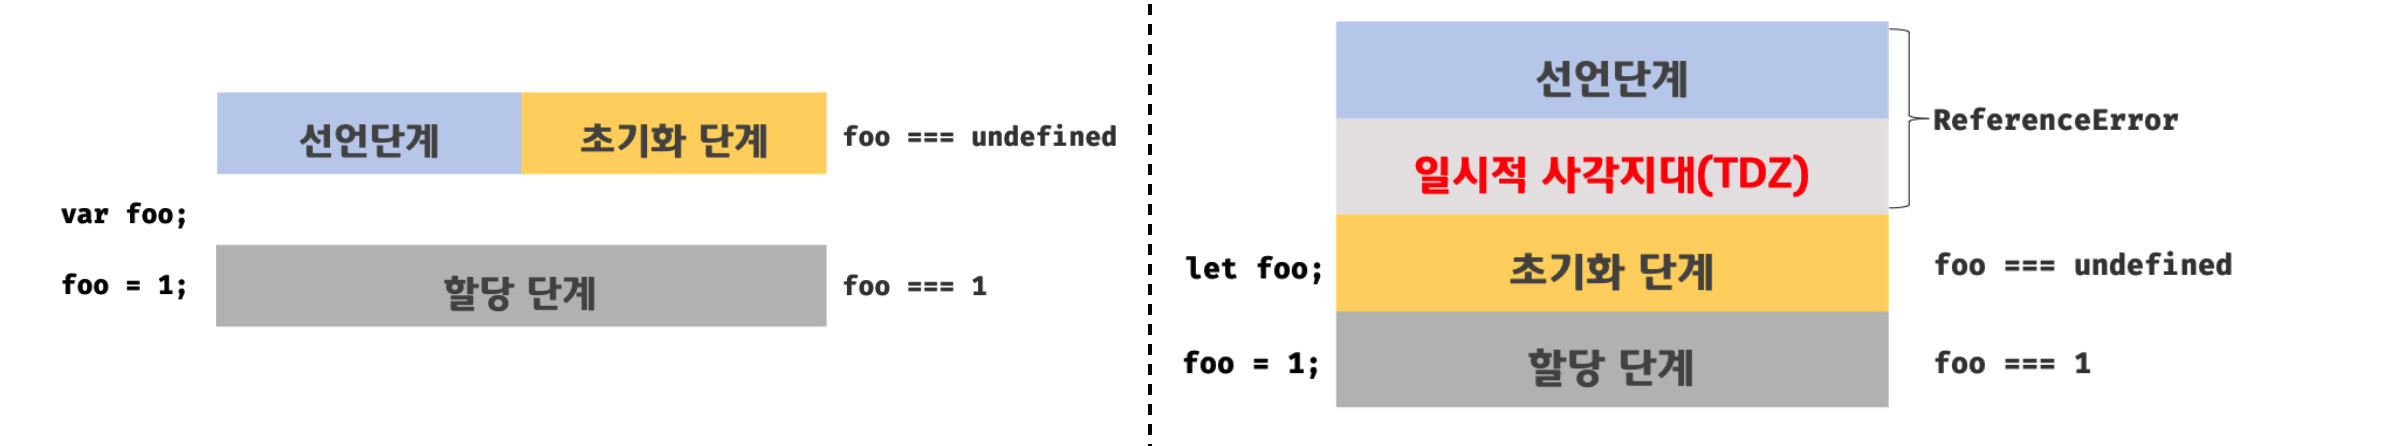 선언단계 초기화 단계 foo === undefined
var foo;
foo = 1; 할당 단계 foo === 1
선언단계
ReferenceError
일시적 사각지대(TDZ)
let foo; 초기화 단계 foo === undefined
foo = 1; 할당 단계 foo === 1